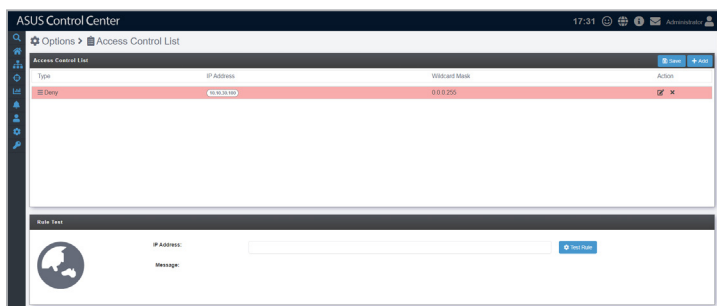 ASUS Control Center
17:31
Administrator
Options > Access Control List
Access Control List
Save
+ Add
Type IP Address Wildcard Mask Action
Deny 10.10.30.100 0.0.0.255
Rule Test
IP Address:
Test Rule
Message: